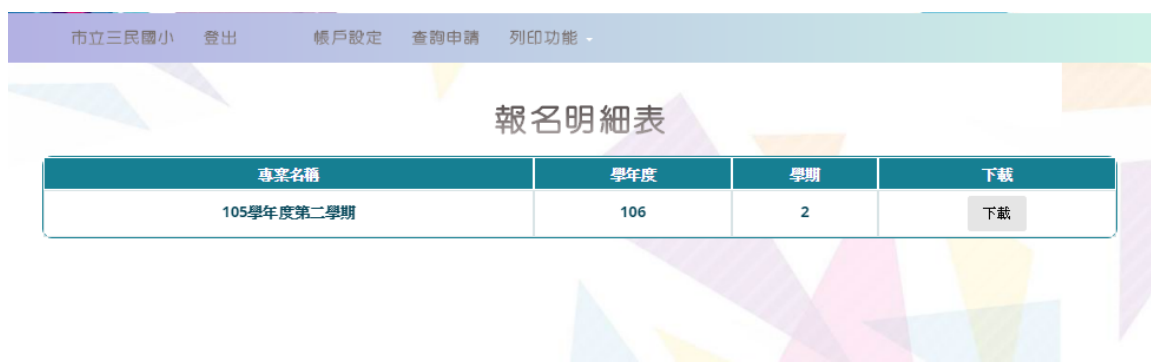 市立三民國小 登出 帳戶設定 查詢申請 列印功能
報名明細表
專案名稱 學年度 學期 下載
105學年度第二學期 106 2 下載